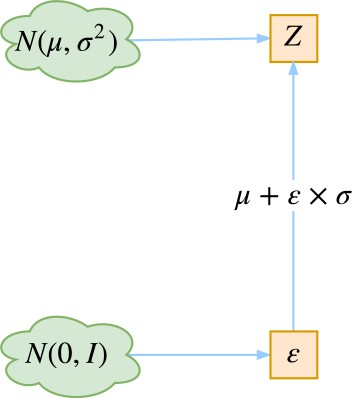 N(μ, σ²)
Z
μ + ε × σ
N(0, I)
ε